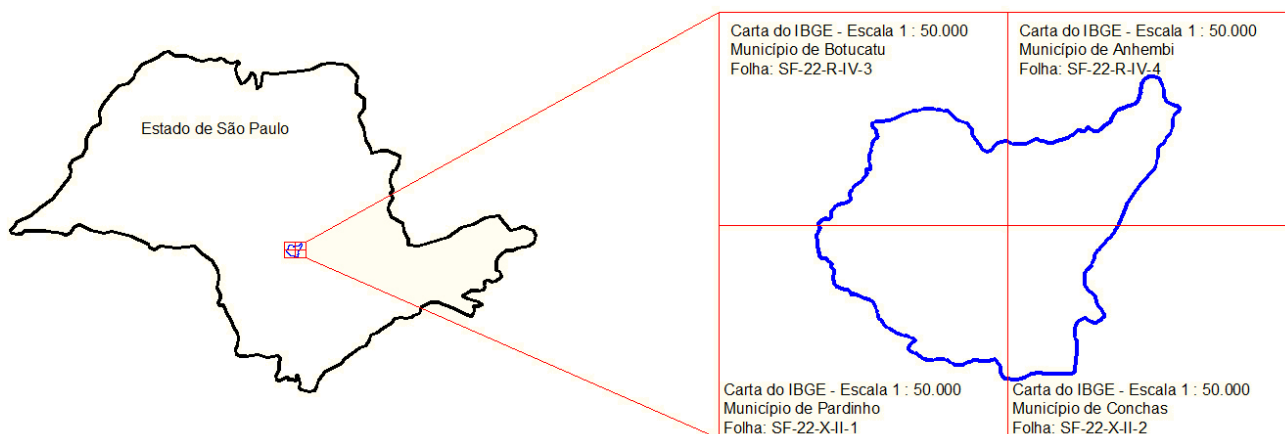 Estado de São Paulo
Carta do IBGE - Escala 1 : 50.000
Município de Botucatu
Folha: SF-22-R-IV-3
Carta do IBGE - Escala 1 : 50.000
Município de Anhembi
Folha: SF-22-R-IV-4
Carta do IBGE - Escala 1 : 50.000
Município de Pardinho
Folha: SF-22-X-II-1
Carta do IBGE - Escala 1 : 50.000
Município de Conchas
Folha: SF-22-X-II-2